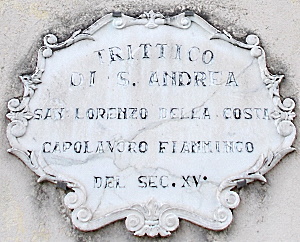 TRITTICO
DI S. ANDREA
SAN LORENZO DELLA COSTA
CAPOLAVORO FIAMMINGO
DEL SEC. XV·